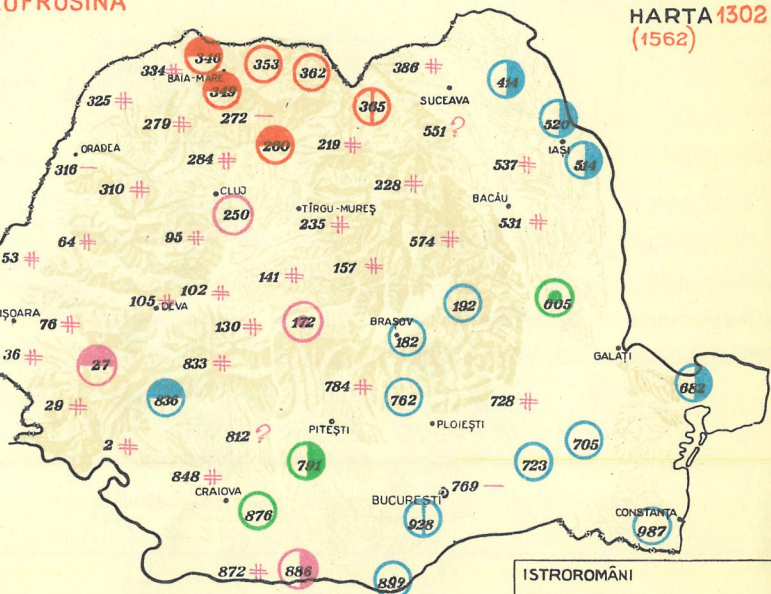 EUFROSINA
HARTA 1302
(1562)
346 353 362 386
334 BAIA-MARE
349 414
325 365 SUCEAVA
279 272 520
551 ?
260 219 IAȘI
ORADEA
284 537 514
316
310 228
CLUJ
250 TÎRGU-MUREȘ BACĂU
235 531
64 95 574
53 157
141
102 192 605
105 DEVA
IȘOARA 76 130 172 BRAȘOV
182
36 27 833 GALAȚI
784 682
29 836 762 728
812 ? PITEȘTI PLOIEȘTI
2 705
791 723
848
CRAIOVA BUCUREȘTI 769
876 928 CONSTANȚA
987
872 886 899
ISTROROMÂNI